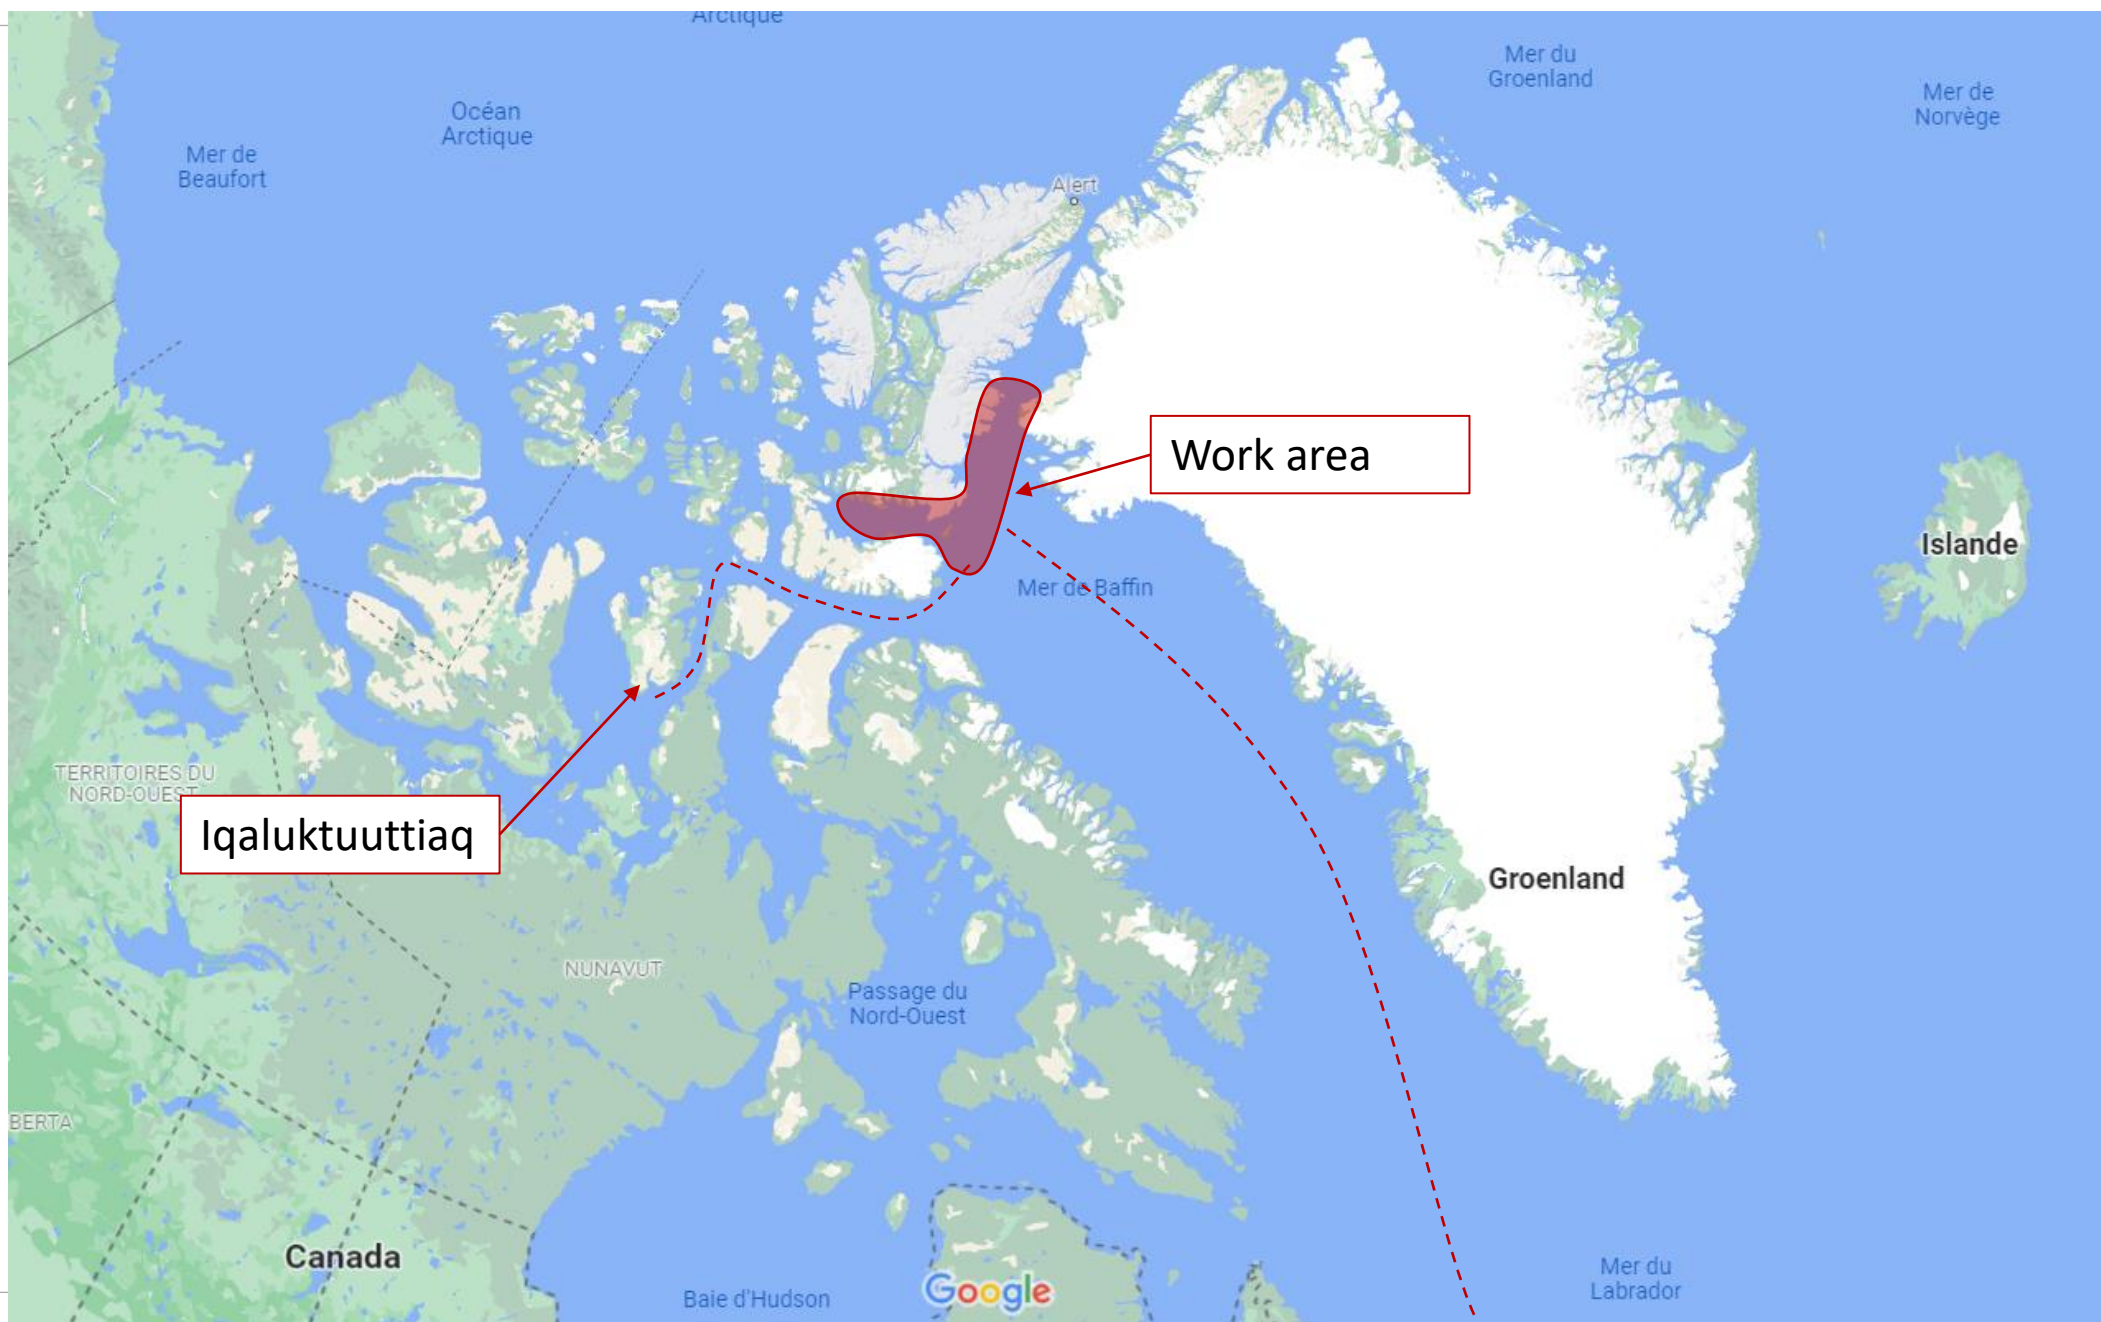 Arctique
Mer du
Groenland
Mer de
Norvège
Océan
Arctique
Mer de
Beaufort
Alert
Work area
Islande
Mer de Baffin
TERRITOIRES DU
NORD-OUEST
Iqaluktuuttiaq
Groenland
NUNAVUT
Passage du
Nord-Ouest
BERTA
Canada
Mer du
Labrador
Baie d'Hudson
Google